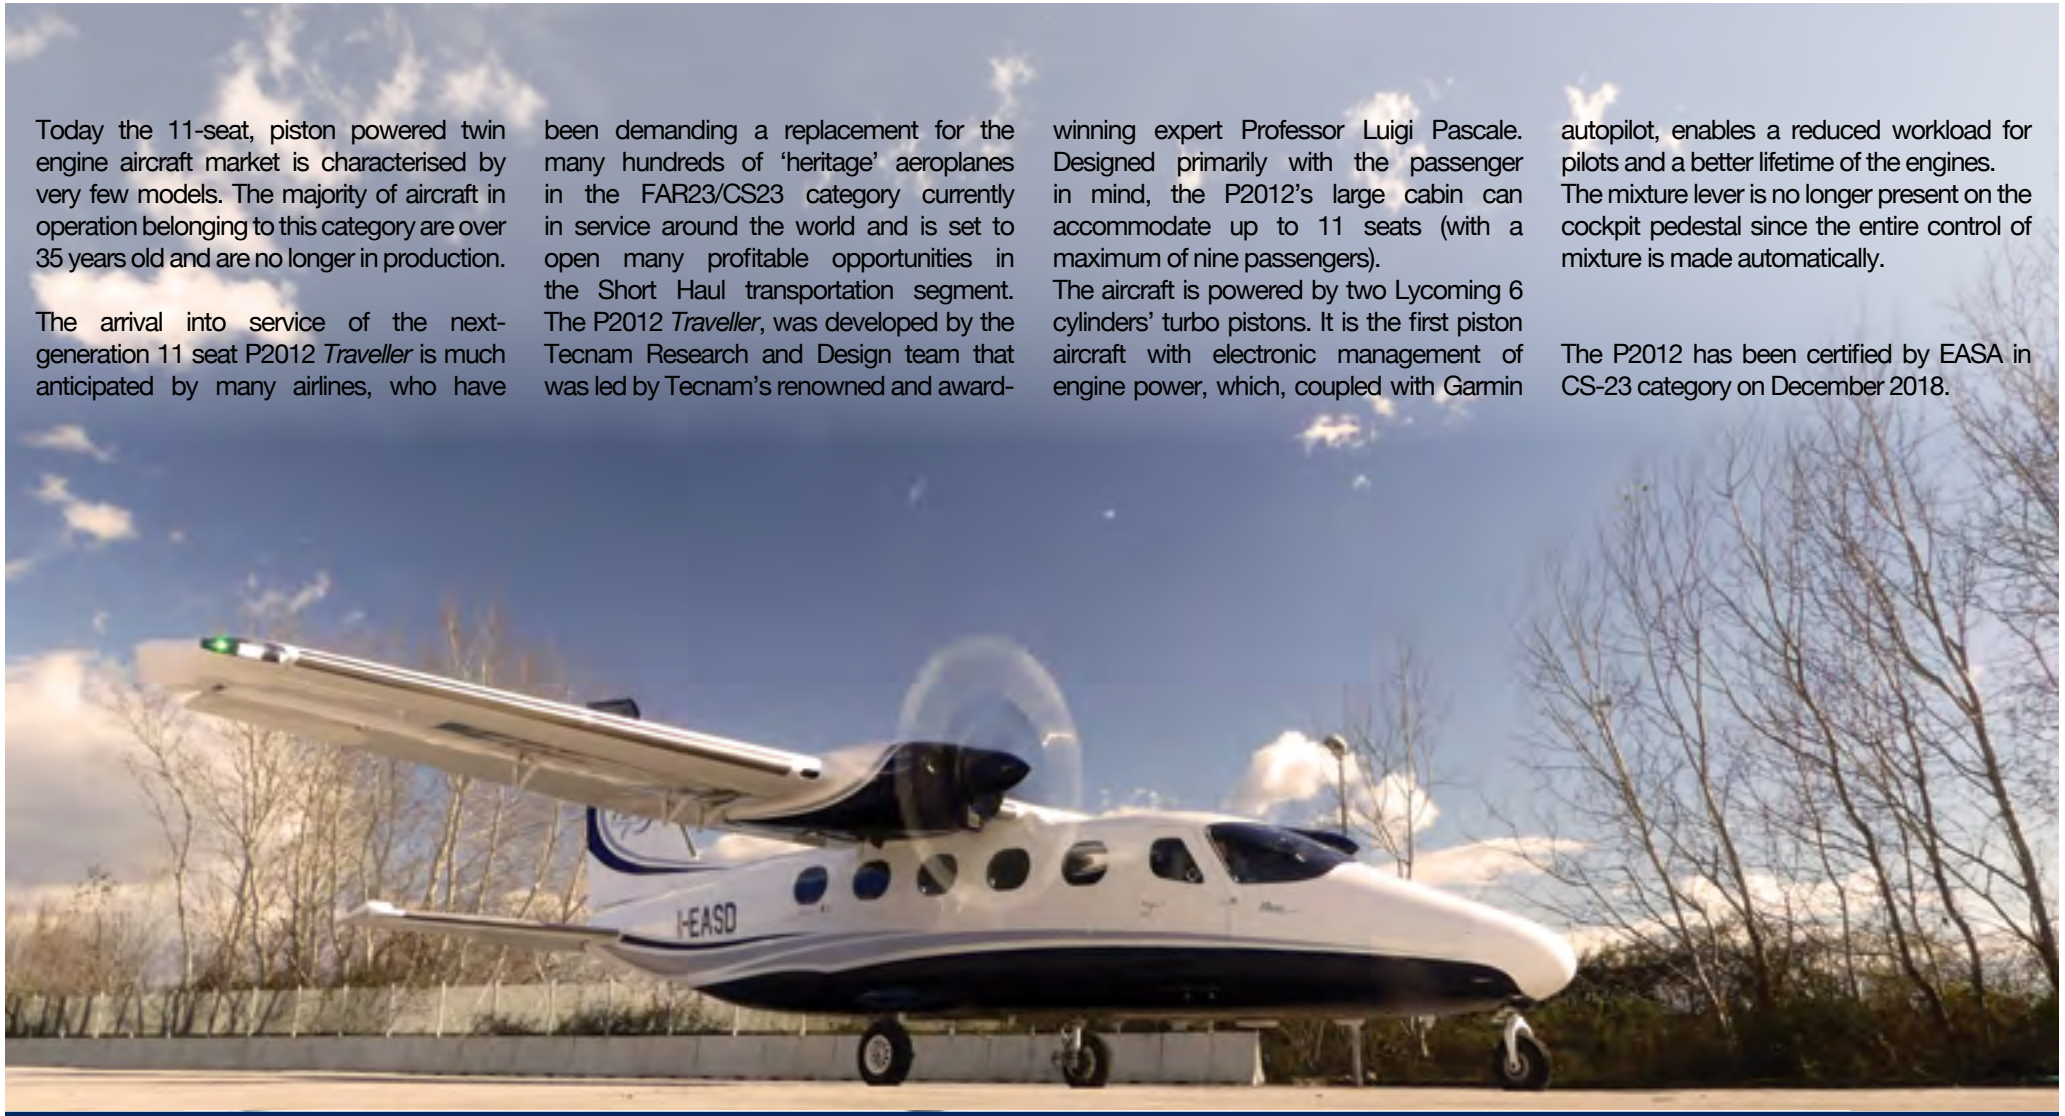 Today the 11-seat, piston powered twin
engine aircraft market is characterised by
very few models. The majority of aircraft in
operation belonging to this category are over
35 years old and are no longer in production.
The arrival into service of the next-
generation 11 seat P2012 Traveller is much
anticipated by many airlines, who have
been demanding a replacement for the
many hundreds of ‘heritage’ aeroplanes
in the FAR23/CS23 category currently
in service around the world and is set to
open many profitable opportunities in
the Short Haul transportation segment.
The P2012 Traveller, was developed by the
Tecnam Research and Design team that
was led by Tecnam’s renowned and award-
winning expert Professor Luigi Pascale.
Designed primarily with the passenger
in mind, the P2012’s large cabin can
accommodate up to 11 seats (with a
maximum of nine passengers).
The aircraft is powered by two Lycoming 6
cylinders’ turbo pistons. It is the first piston
aircraft with electronic management of
engine power, which, coupled with Garmin
autopilot, enables a reduced workload for
pilots and a better lifetime of the engines.
The mixture lever is no longer present on the
cockpit pedestal since the entire control of
mixture is made automatically.
The P2012 has been certified by EASA in
CS-23 category on December 2018.
I-EASD